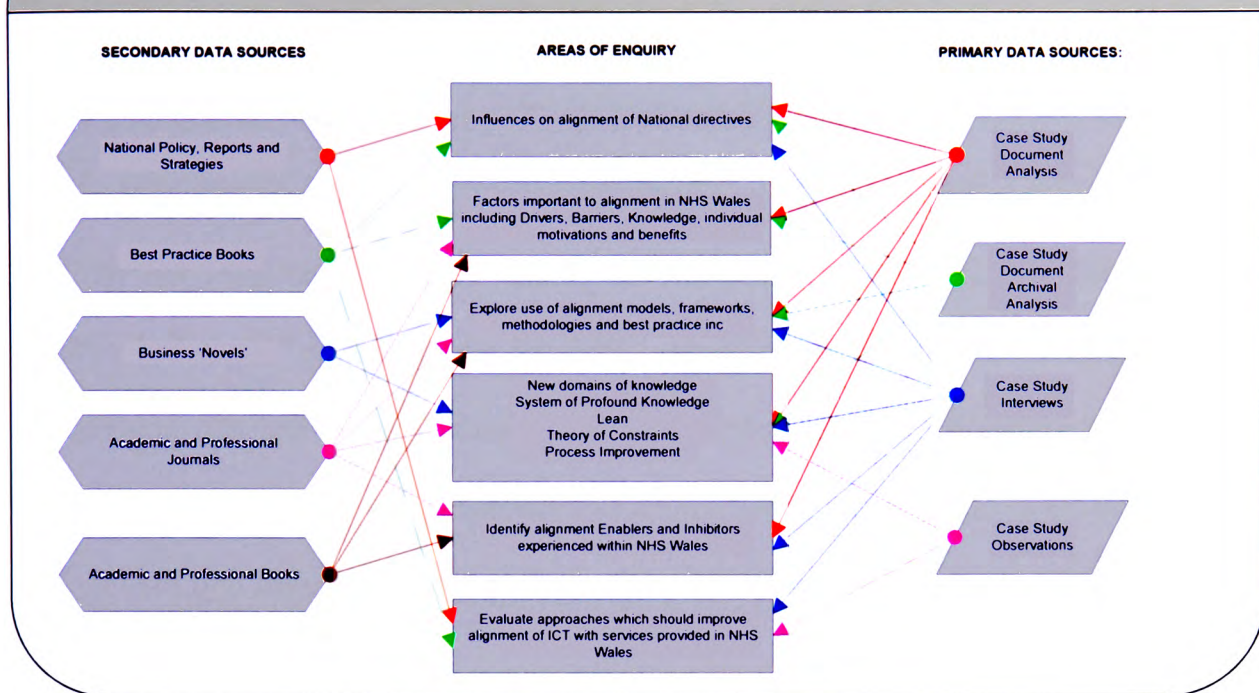 SECONDARY DATA SOURCES
AREAS OF ENQUIRY
PRIMARY DATA SOURCES:
National Policy, Reports and
Strategies
Best Practice Books
Business 'Novels'
Academic and Professional
Journals
Academic and Professional Books
Influences on alignment of National directives
Factors important to alignment in NHS Wales
including Drivers, Barriers, Knowledge, individual
motivations and benefits
Explore use of alignment models, frameworks,
methodologies and best practice inc
New domains of knowledge
System of Profound Knowledge
Lean
Theory of Constraints
Process Improvement
Identify alignment Enablers and Inhibitors
experienced within NHS Wales
Evaluate approaches which should improve
alignment of ICT with services provided in NHS
Wales
Case Study
Document
Analysis
Case Study
Document
Archival
Analysis
Case Study
Interviews
Case Study
Observations